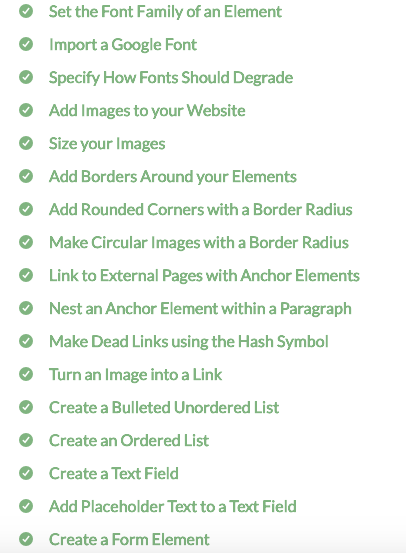 Set the Font Family of an Element
Import a Google Font
Specify How Fonts Should Degrade
Add Images to your Website
Size your Images
Add Borders Around your Elements
Add Rounded Corners with a Border Radius
Make Circular Images with a Border Radius
Link to External Pages with Anchor Elements
Nest an Anchor Element within a Paragraph
Make Dead Links using the Hash Symbol
Turn an Image into a Link
Create a Bulleted Unordered List
Create an Ordered List
Create a Text Field
Add Placeholder Text to a Text Field
Create a Form Element